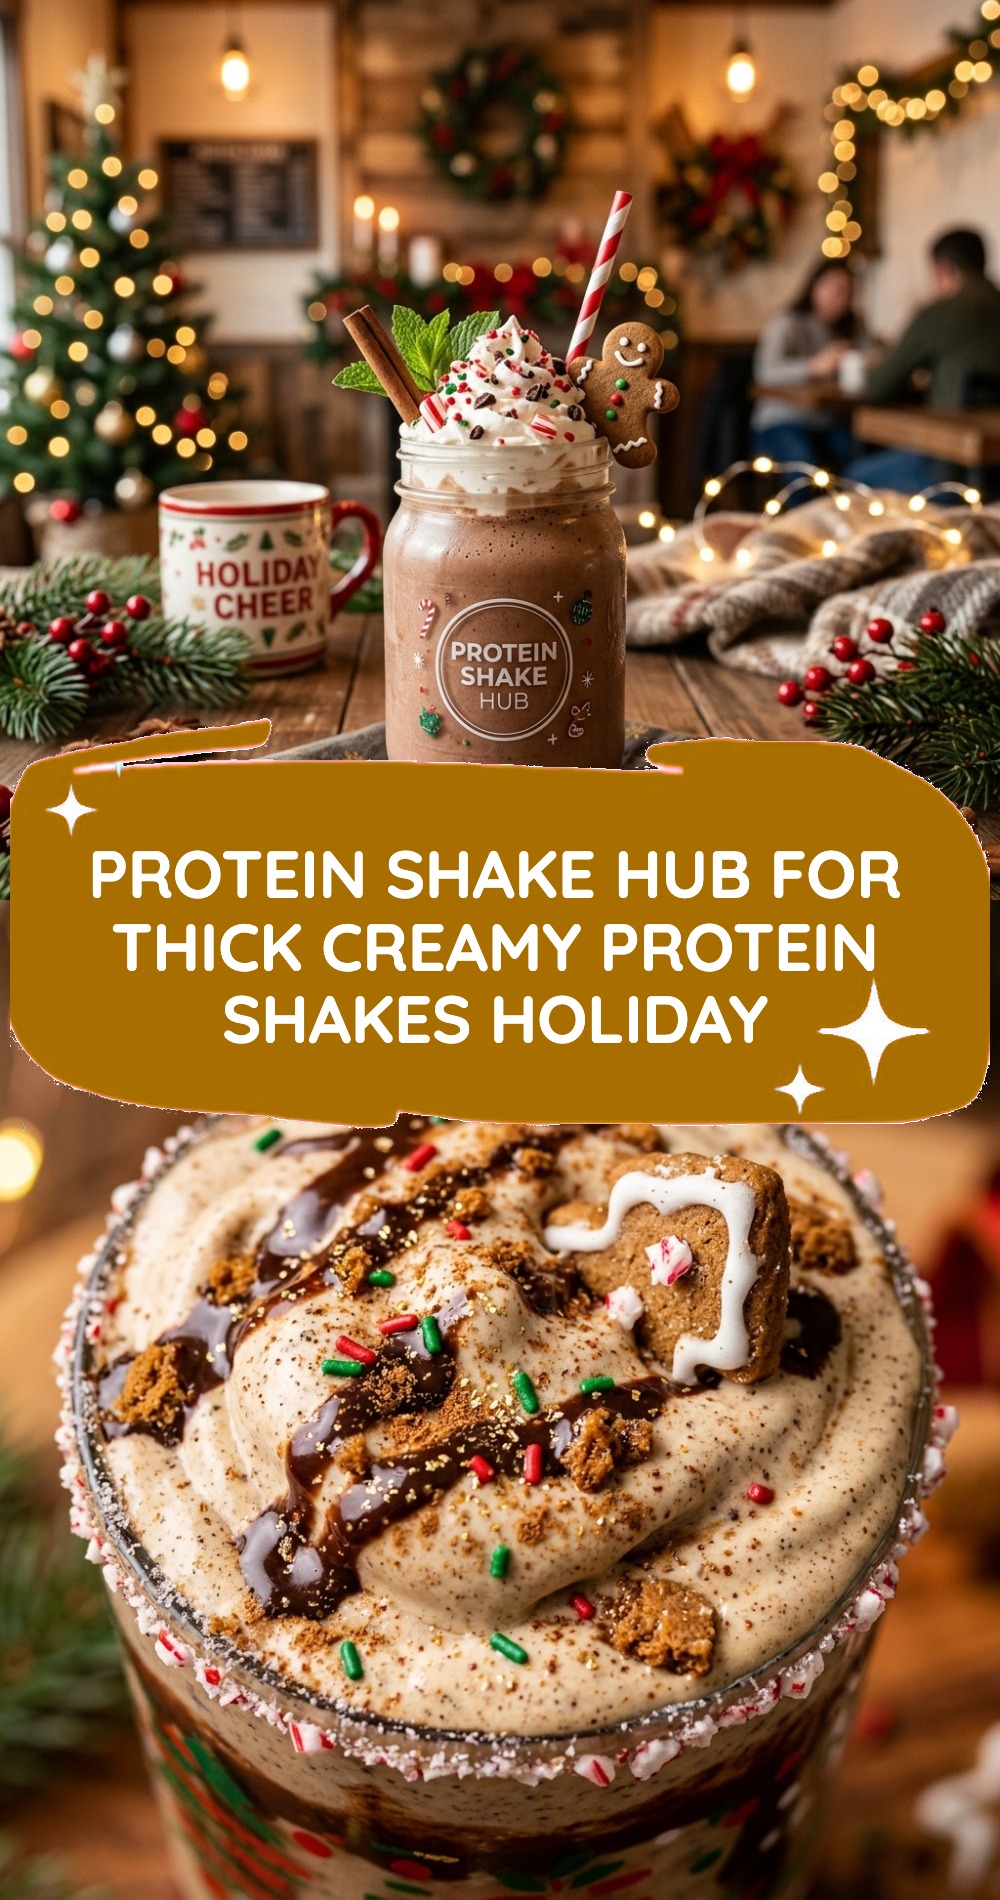 HOLIDAY
CHEER
PROTEIN
SHAKE
HUB
PROTEIN SHAKE HUB FOR
THICK CREAMY PROTEIN
SHAKES HOLIDAY